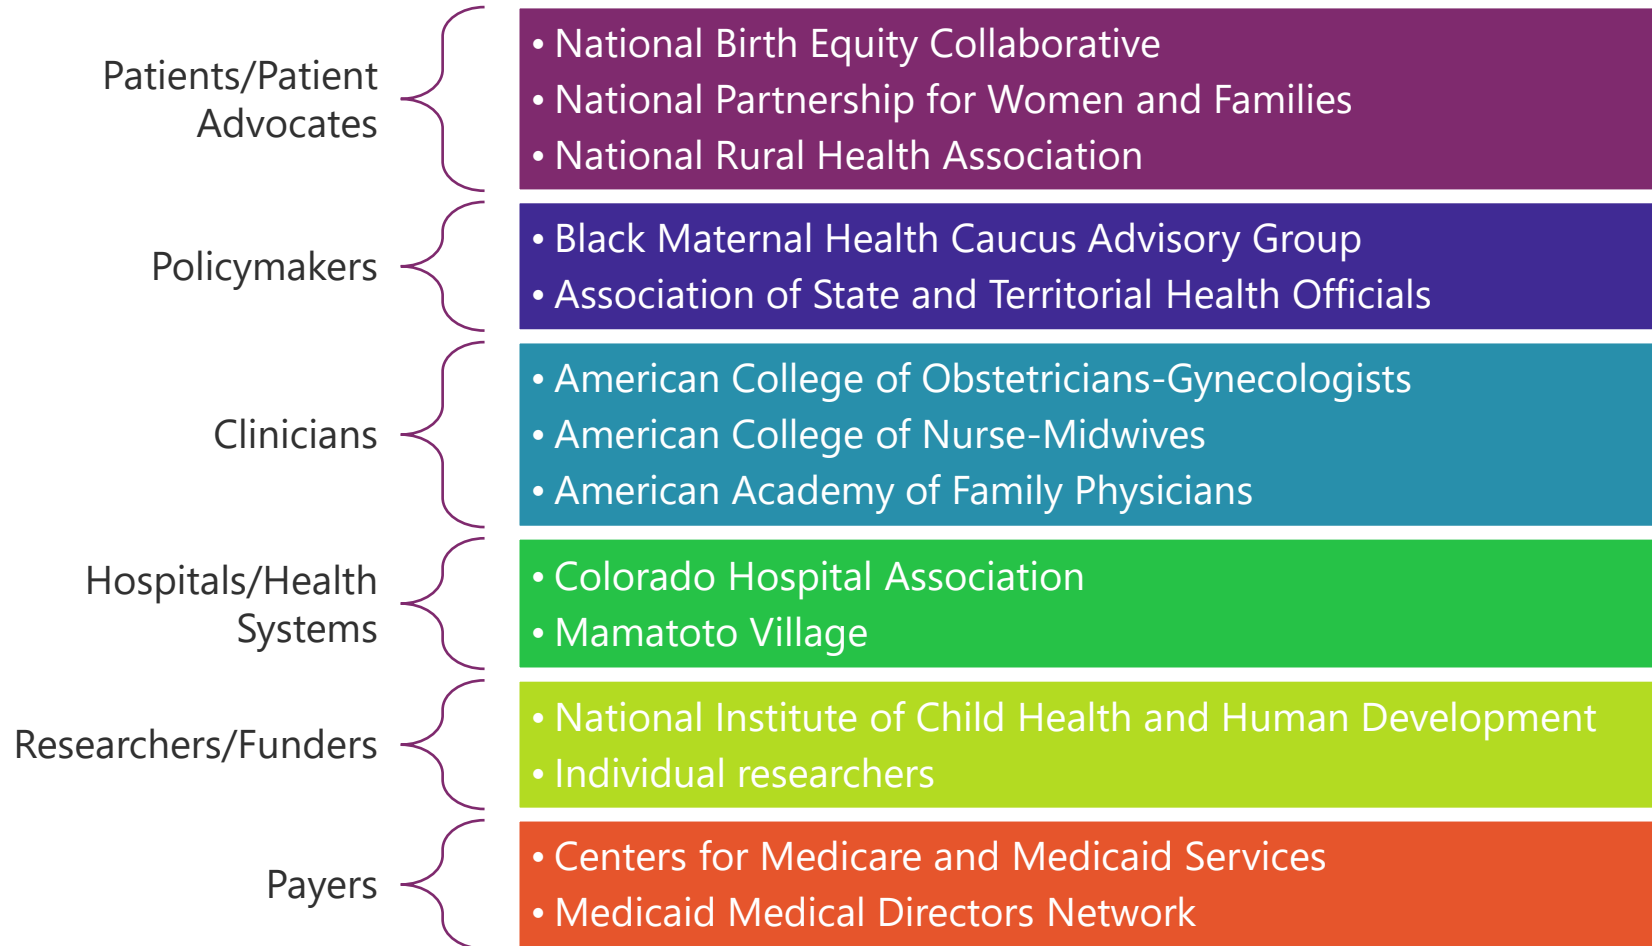 Patients/Patient
Advocates
• National Birth Equity Collaborative
• National Partnership for Women and Families
• National Rural Health Association
Policymakers
• Black Maternal Health Caucus Advisory Group
• Association of State and Territorial Health Officials
Clinicians
• American College of Obstetricians-Gynecologists
• American College of Nurse-Midwives
• American Academy of Family Physicians
Hospitals/Health
Systems
• Colorado Hospital Association
• Mamatoto Village
Researchers/Funders
• National Institute of Child Health and Human Development
• Individual researchers
Payers
• Centers for Medicare and Medicaid Services
• Medicaid Medical Directors Network